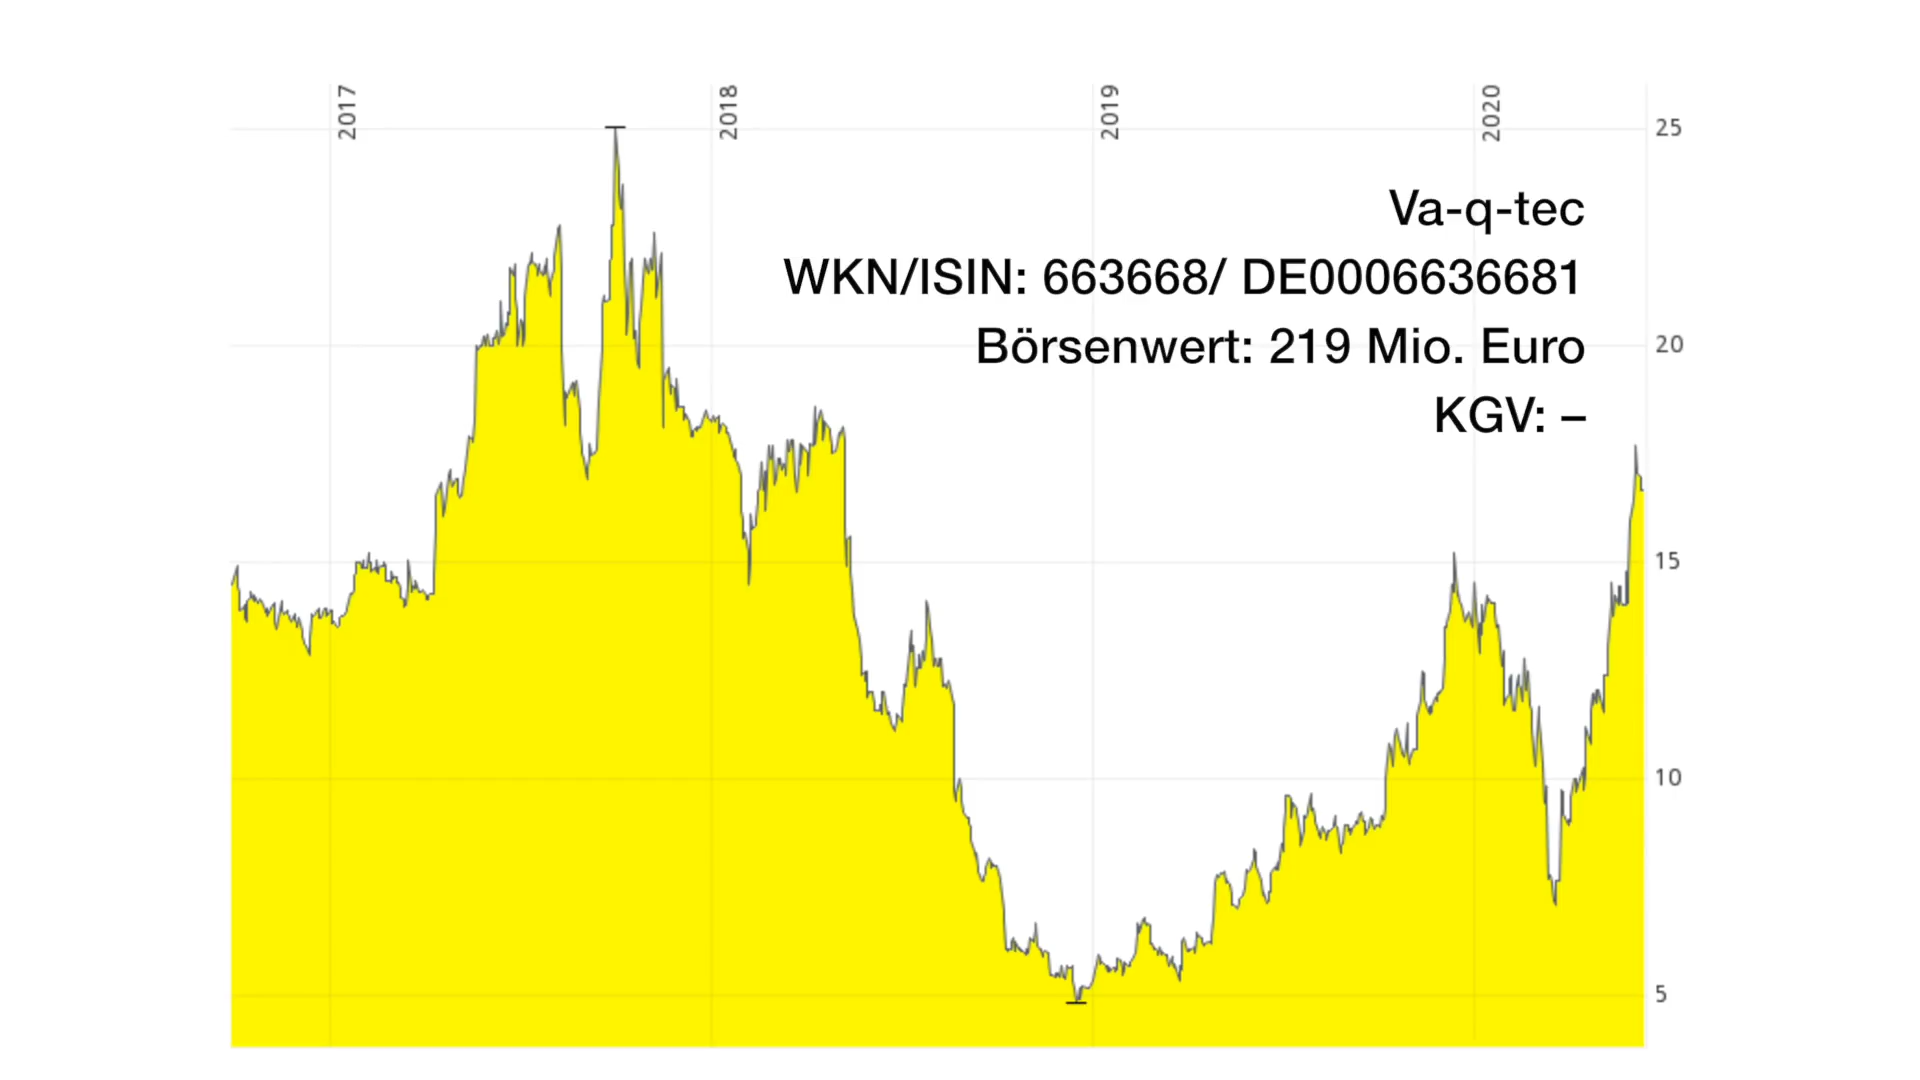 2017
2018
2019
2020
25
Va-q-tec
WKN/ISIN: 663668/ DE0006636681
Börsenwert: 219 Mio. Euro
20
KGV: –
15
10
5